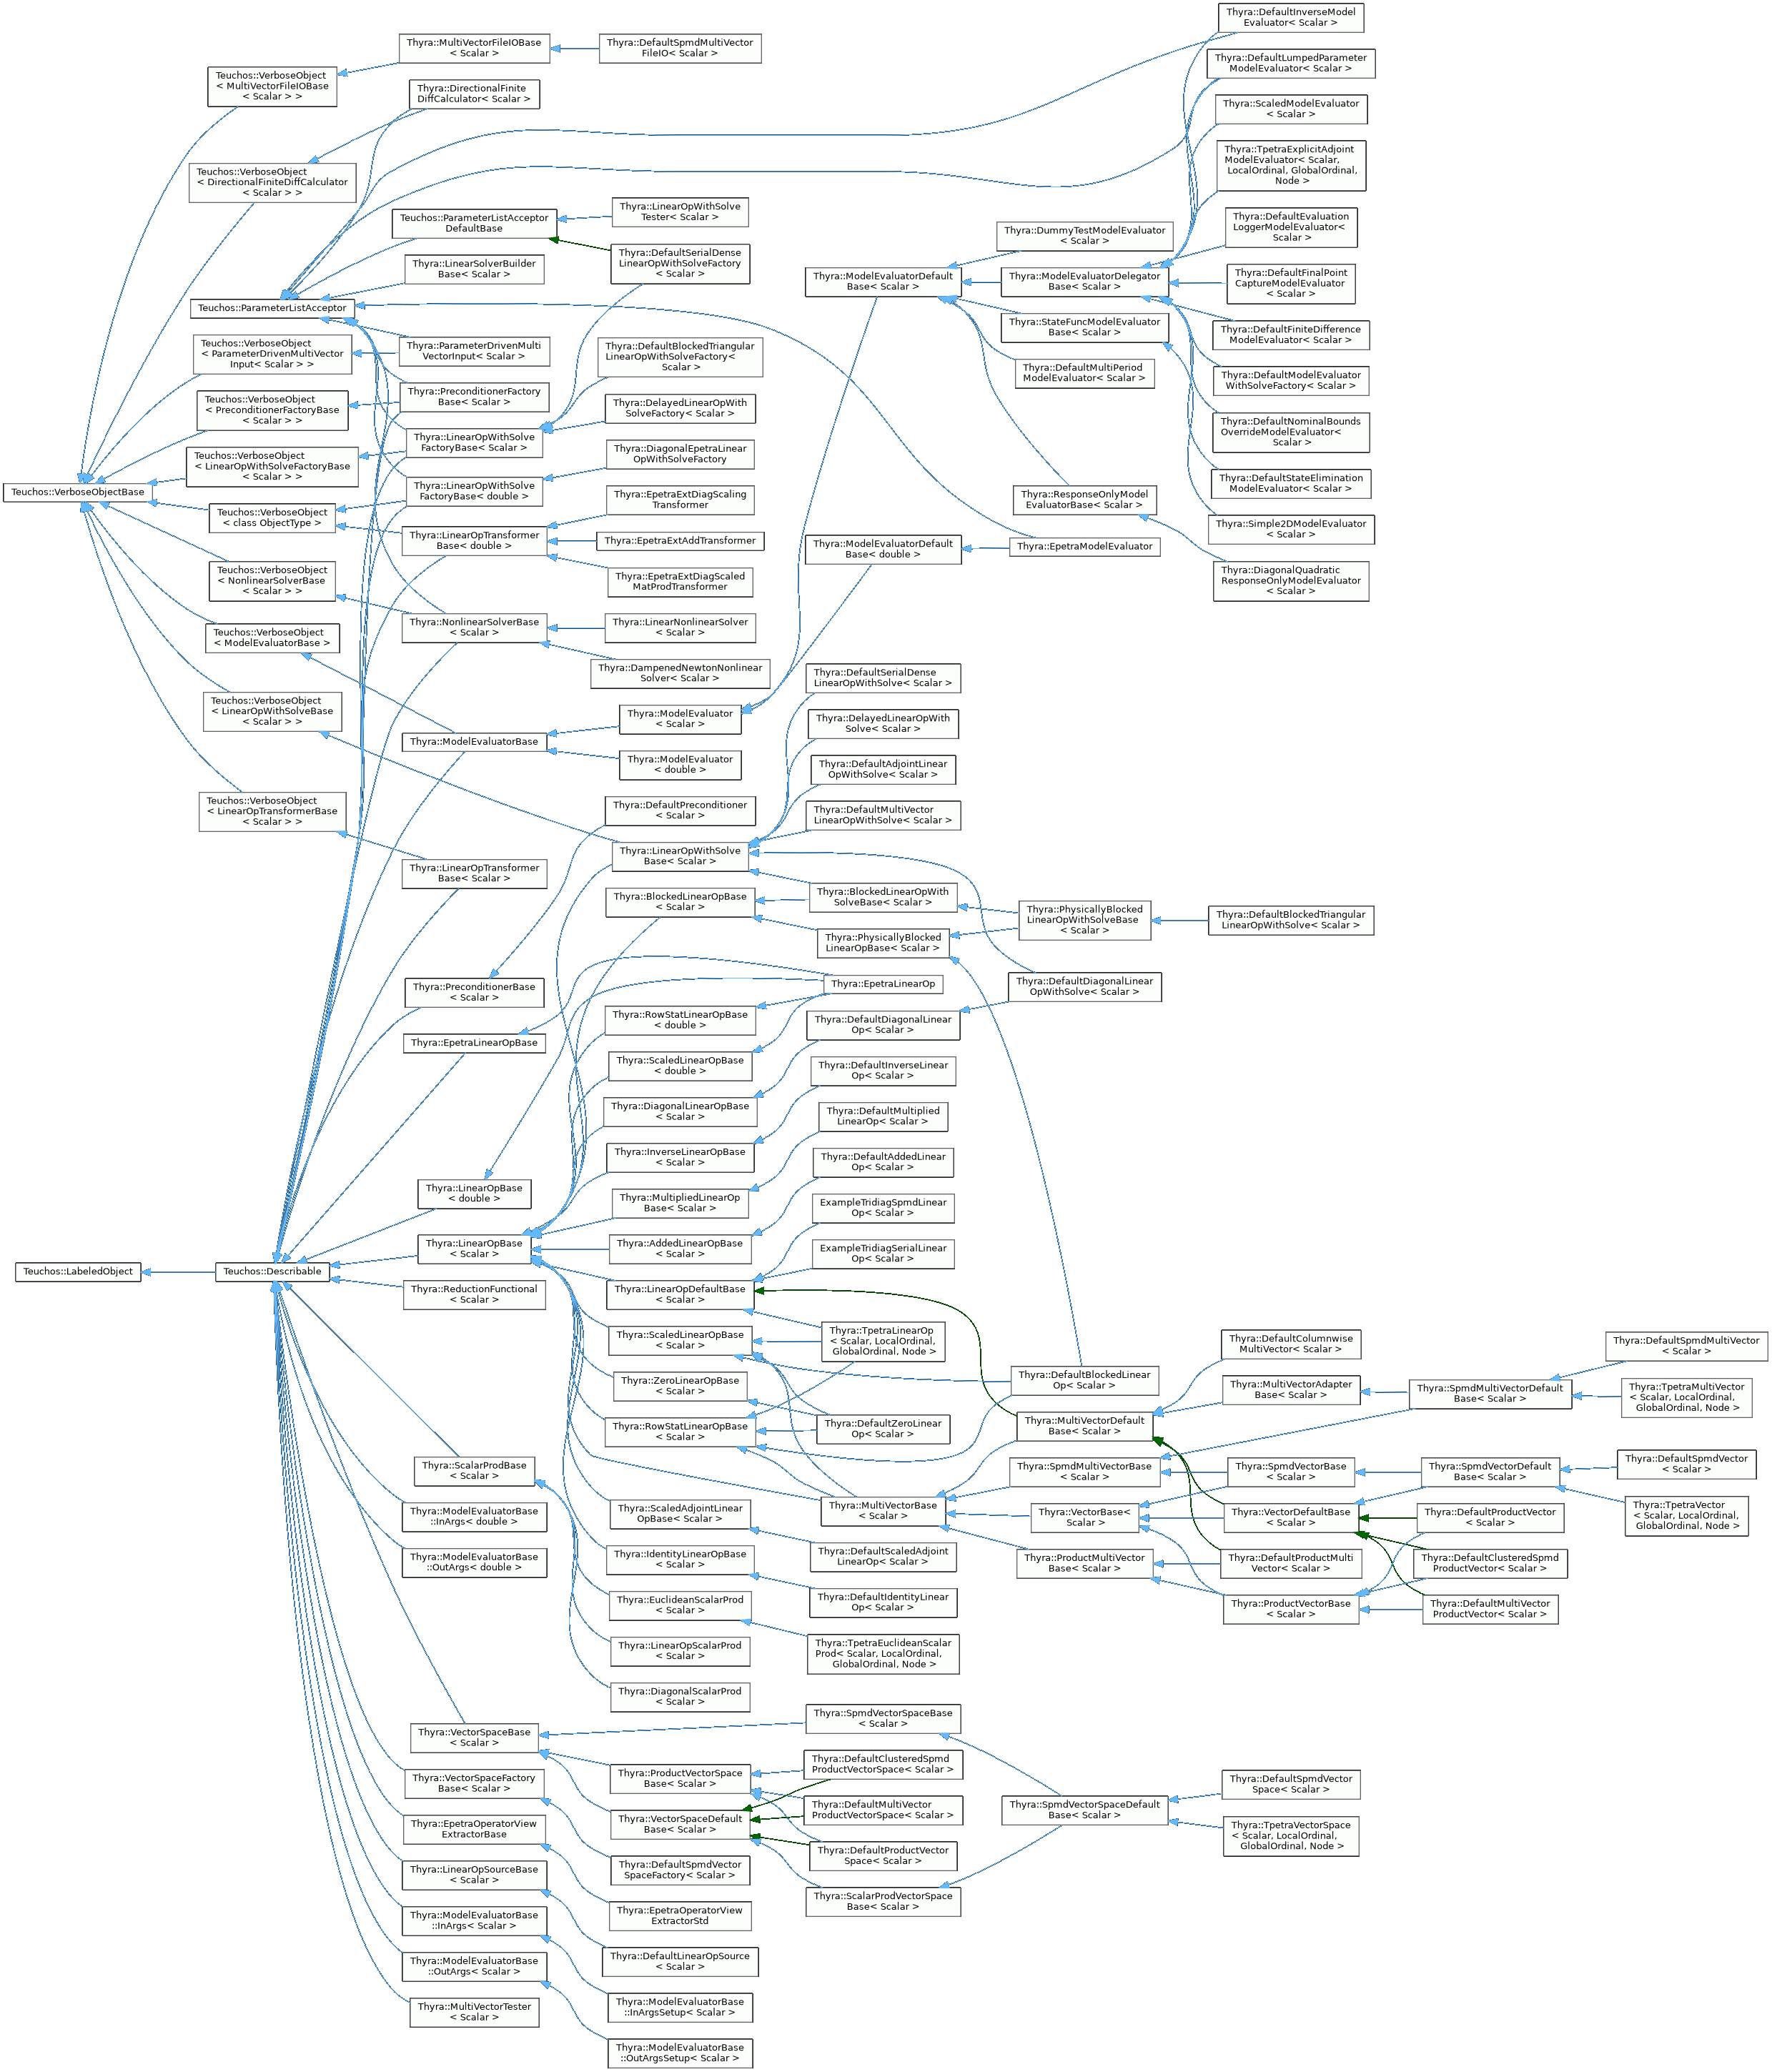 Teuchos::VerboseObjectBase
Teuchos::LabeledObject
Teuchos::VerboseObject
< MultiVectorFileIOBase
< Scalar > >
Teuchos::VerboseObject
< DirectionalFiniteDiffCalculator
< Scalar > >
Teuchos::ParameterListAcceptor
Teuchos::VerboseObject
< ParameterDrivenMultiVector
Input< Scalar > >
Teuchos::VerboseObject
< PreconditionerFactoryBase
< Scalar > >
Teuchos::VerboseObject
< LinearOpWithSolveFactoryBase
< Scalar > >
Teuchos::VerboseObject
< class ObjectType >
Teuchos::VerboseObject
< NonlinearSolverBase
< Scalar > >
Teuchos::VerboseObject
< ModelEvaluatorBase >
Teuchos::VerboseObject
< LinearOpWithSolveBase
< Scalar > >
Teuchos::VerboseObject
< LinearOpTransformerBase
< Scalar > >
Teuchos::Describable
Thyra::MultiVectorFileIOBase
< Scalar >
Thyra::DirectionalFinite
DiffCalculator< Scalar >
Teuchos::ParameterListAcceptor
DefaultBase
Thyra::LinearSolverBuilder
Base< Scalar >
Thyra::ParameterDrivenMulti
VectorInput< Scalar >
Thyra::PreconditionerFactory
Base< Scalar >
Thyra::LinearOpWithSolve
FactoryBase< Scalar >
Thyra::LinearOpWithSolve
FactoryBase< double >
Thyra::LinearOpTransformer
Base< double >
Thyra::NonlinearSolverBase
< Scalar >
Thyra::ModelEvaluatorBase
Thyra::LinearOpTransformer
Base< Scalar >
Thyra::PreconditionerBase
< Scalar >
Thyra::EpetraLinearOpBase
Thyra::LinearOpBase
< double >
Thyra::LinearOpBase
< Scalar >
Thyra::ReductionFunctional
< Scalar >
Thyra::ScalarProdBase
< Scalar >
Thyra::ModelEvaluatorBase
::InArgs< double >
Thyra::ModelEvaluatorBase
::OutArgs< double >
Thyra::VectorSpaceBase
< Scalar >
Thyra::VectorSpaceFactory
Base< Scalar >
Thyra::EpetraOperatorView
ExtractorBase
Thyra::LinearOpSourceBase
< Scalar >
Thyra::ModelEvaluatorBase
::InArgs< Scalar >
Thyra::ModelEvaluatorBase
::OutArgs< Scalar >
Thyra::MultiVectorTester
< Scalar >
Thyra::DefaultSpmdMultiVector
FileIO< Scalar >
Thyra::LinearOpWithSolve
Tester< Scalar >
Thyra::DefaultSerialDense
LinearOpWithSolveFactory
< Scalar >
Thyra::DefaultBlockedTriangular
LinearOpWithSolveFactory<
Scalar >
Thyra::DelayedLinearOpWith
SolveFactory< Scalar >
Thyra::DiagonalEpetraLinear
OpWithSolveFactory
Thyra::EpetraExtDiagScaling
Transformer
Thyra::EpetraExtAddTransformer
Thyra::EpetraExtDiagScaled
MatProdTransformer
Thyra::LinearNonlinearSolver
< Scalar >
Thyra::DampenedNewtonNonlinear
Solver< Scalar >
Thyra::ModelEvaluator
< Scalar >
Thyra::ModelEvaluator
< double >
Thyra::DefaultPreconditioner
< Scalar >
Thyra::LinearOpWithSolve
Base< Scalar >
Thyra::BlockedLinearOpBase
< Scalar >
Thyra::RowStatLinearOpBase
< double >
Thyra::ScaledLinearOpBase
< double >
Thyra::DiagonalLinearOpBase
< Scalar >
Thyra::InverseLinearOpBase
< Scalar >
Thyra::MultipliedLinearOp
Base< Scalar >
Thyra::AddedLinearOpBase
< Scalar >
Thyra::LinearOpDefaultBase
< Scalar >
Thyra::ScaledLinearOpBase
< Scalar >
Thyra::ZeroLinearOpBase
< Scalar >
Thyra::RowStatLinearOpBase
< Scalar >
Thyra::ScaledAdjointLinear
OpBase< Scalar >
Thyra::IdentityLinearOpBase
< Scalar >
Thyra::EuclideanScalarProd
< Scalar >
Thyra::LinearOpScalarProd
< Scalar >
Thyra::DiagonalScalarProd
< Scalar >
Thyra::ProductVectorSpace
Base< Scalar >
Thyra::VectorSpaceDefault
Base< Scalar >
Thyra::DefaultSpmdVector
SpaceFactory< Scalar >
Thyra::EpetraOperatorView
ExtractorStd
Thyra::DefaultLinearOpSource
< Scalar >
Thyra::ModelEvaluatorBase
::InArgsSetup< Scalar >
Thyra::ModelEvaluatorBase
::OutArgsSetup< Scalar >
Thyra::ModelEvaluatorDefault
Base< Scalar >
Thyra::ModelEvaluatorDefault
Base< double >
Thyra::DefaultSerialDense
LinearOpWithSolve< Scalar >
Thyra::DelayedLinearOpWith
Solve< Scalar >
Thyra::DefaultAdjointLinear
OpWithSolve< Scalar >
Thyra::DefaultMultiVector
LinearOpWithSolve< Scalar >
Thyra::BlockedLinearOpWith
SolveBase< Scalar >
Thyra::PhysicallyBlocked
LinearOpBase< Scalar >
Thyra::EpetraLinearOp
Thyra::DefaultDiagonalLinear
Op< Scalar >
Thyra::DefaultInverseLinear
Op< Scalar >
Thyra::DefaultMultiplied
LinearOp< Scalar >
Thyra::DefaultAddedLinear
Op< Scalar >
ExampleTridiagSpmdLinear
Op< Scalar >
ExampleTridiagSerialLinear
Op< Scalar >
Thyra::TpetraLinearOp
< Scalar, LocalOrdinal,
GlobalOrdinal, Node >
Thyra::DefaultZeroLinear
Op< Scalar >
Thyra::MultiVectorBase
< Scalar >
Thyra::DefaultScaledAdjoint
LinearOp< Scalar >
Thyra::DefaultIdentityLinear
Op< Scalar >
Thyra::TpetraEuclideanScalar
Prod< Scalar, LocalOrdinal,
GlobalOrdinal, Node >
Thyra::SpmdVectorSpaceBase
< Scalar >
Thyra::DefaultClusteredSpmd
ProductVectorSpace< Scalar >
Thyra::DefaultMultiVector
ProductVectorSpace< Scalar >
Thyra::DefaultProductVector
Space< Scalar >
Thyra::ScalarProdVectorSpace
Base< Scalar >
Thyra::DummyTestModelEvaluator
< Scalar >
Thyra::ModelEvaluatorDelegator
Base< Scalar >
Thyra::StateFuncModelEvaluator
Base< Scalar >
Thyra::DefaultMultiPeriod
ModelEvaluator< Scalar >
Thyra::ResponseOnlyModel
EvaluatorBase< Scalar >
Thyra::EpetraModelEvaluator
Thyra::PhysicallyBlocked
LinearOpWithSolveBase
< Scalar >
Thyra::DefaultDiagonalLinear
OpWithSolve< Scalar >
Thyra::DefaultBlockedLinear
Op< Scalar >
Thyra::MultiVectorDefault
Base< Scalar >
Thyra::SpmdMultiVectorBase
< Scalar >
Thyra::VectorBase<
Scalar >
Thyra::ProductMultiVector
Base< Scalar >
Thyra::SpmdVectorSpaceDefault
Base< Scalar >
Thyra::DefaultInverseModel
Evaluator< Scalar >
Thyra::DefaultLumpedParameter
ModelEvaluator< Scalar >
Thyra::ScaledModelEvaluator
< Scalar >
Thyra::TpetraExplicitAdjoint
ModelEvaluator< Scalar,
LocalOrdinal, GlobalOrdinal,
Node >
Thyra::DefaultEvaluation
LoggerModelEvaluator<
Scalar >
Thyra::DefaultFinalPoint
CaptureModelEvaluator
< Scalar >
Thyra::DefaultFiniteDifference
ModelEvaluator< Scalar >
Thyra::DefaultModelEvaluator
WithSolveFactory< Scalar >
Thyra::DefaultNominalBounds
OverrideModelEvaluator<
Scalar >
Thyra::DefaultStateElimination
ModelEvaluator< Scalar >
Thyra::Simple2DModelEvaluator
< Scalar >
Thyra::DiagonalQuadratic
ResponseOnlyModelEvaluator
< Scalar >
Thyra::DefaultBlockedTriangular
LinearOpWithSolve< Scalar >
Thyra::DefaultColumnwise
MultiVector< Scalar >
Thyra::MultiVectorAdapter
Base< Scalar >
Thyra::SpmdVectorBase
< Scalar >
Thyra::VectorDefaultBase
< Scalar >
Thyra::DefaultProductMulti
Vector< Scalar >
Thyra::ProductVectorBase
< Scalar >
Thyra::DefaultSpmdVector
Space< Scalar >
Thyra::TpetraVectorSpace
< Scalar, LocalOrdinal,
GlobalOrdinal, Node >
Thyra::SpmdMultiVectorDefault
Base< Scalar >
Thyra::SpmdVectorDefault
Base< Scalar >
Thyra::DefaultProductVector
< Scalar >
Thyra::DefaultClusteredSpmd
ProductVector< Scalar >
Thyra::DefaultMultiVector
ProductVector< Scalar >
Thyra::DefaultSpmdMultiVector
< Scalar >
Thyra::TpetraMultiVector
< Scalar, LocalOrdinal,
GlobalOrdinal, Node >
Thyra::DefaultSpmdVector
< Scalar >
Thyra::TpetraVector
< Scalar, LocalOrdinal,
GlobalOrdinal, Node >